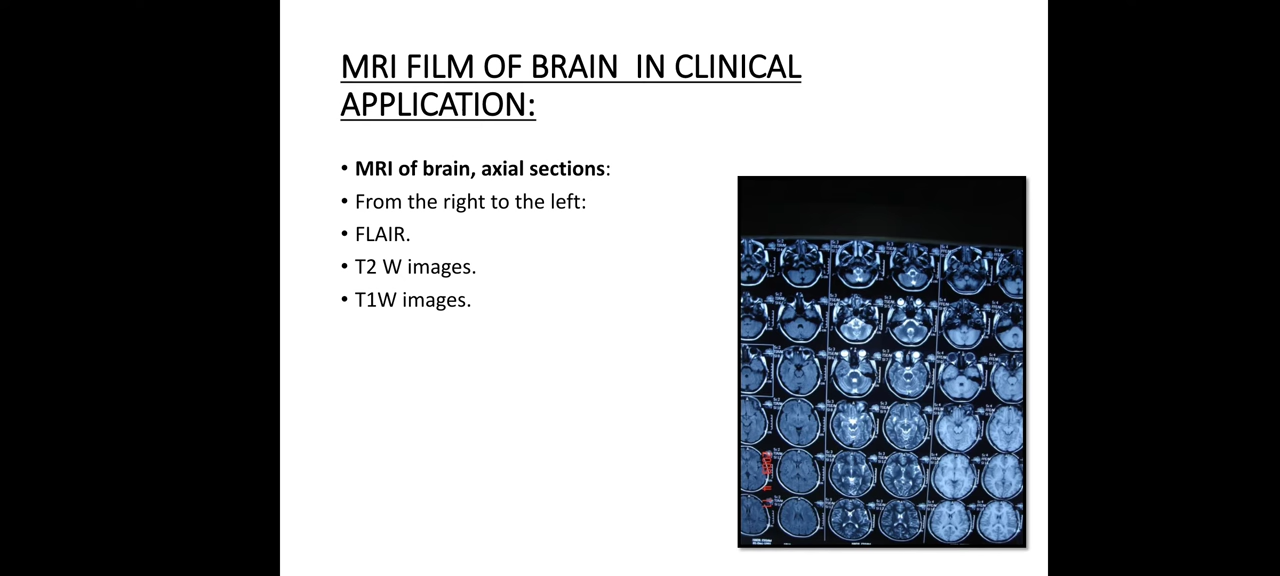 MRI FILM OF BRAIN IN CLINICAL
APPLICATION:
• MRI of brain, axial sections:
• From the right to the left:
• FLAIR.
• T2 W images.
• T1W images.